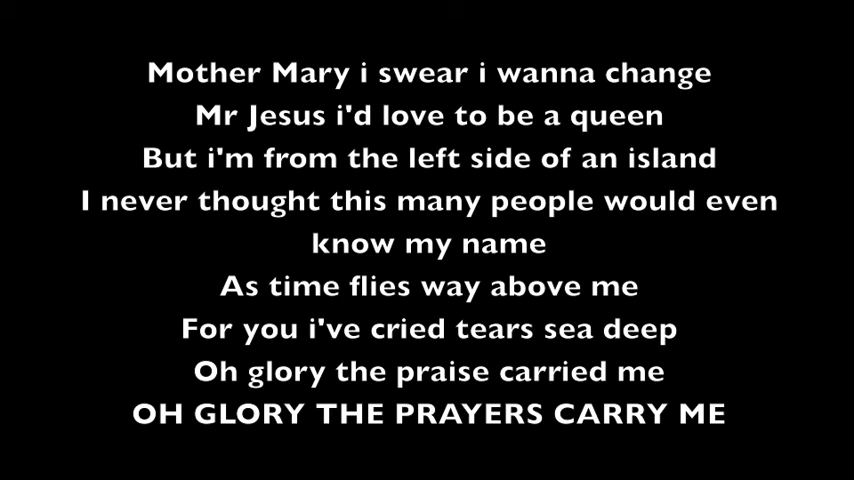 Mother Mary i swear i wanna change
Mr Jesus i'd love to be a queen
But i'm from the left side of an island
I never thought this many people would even
know my name
As time flies way above me
For you i've cried tears sea deep
Oh glory the praise carried me
OH GLORY THE PRAYERS CARRY ME